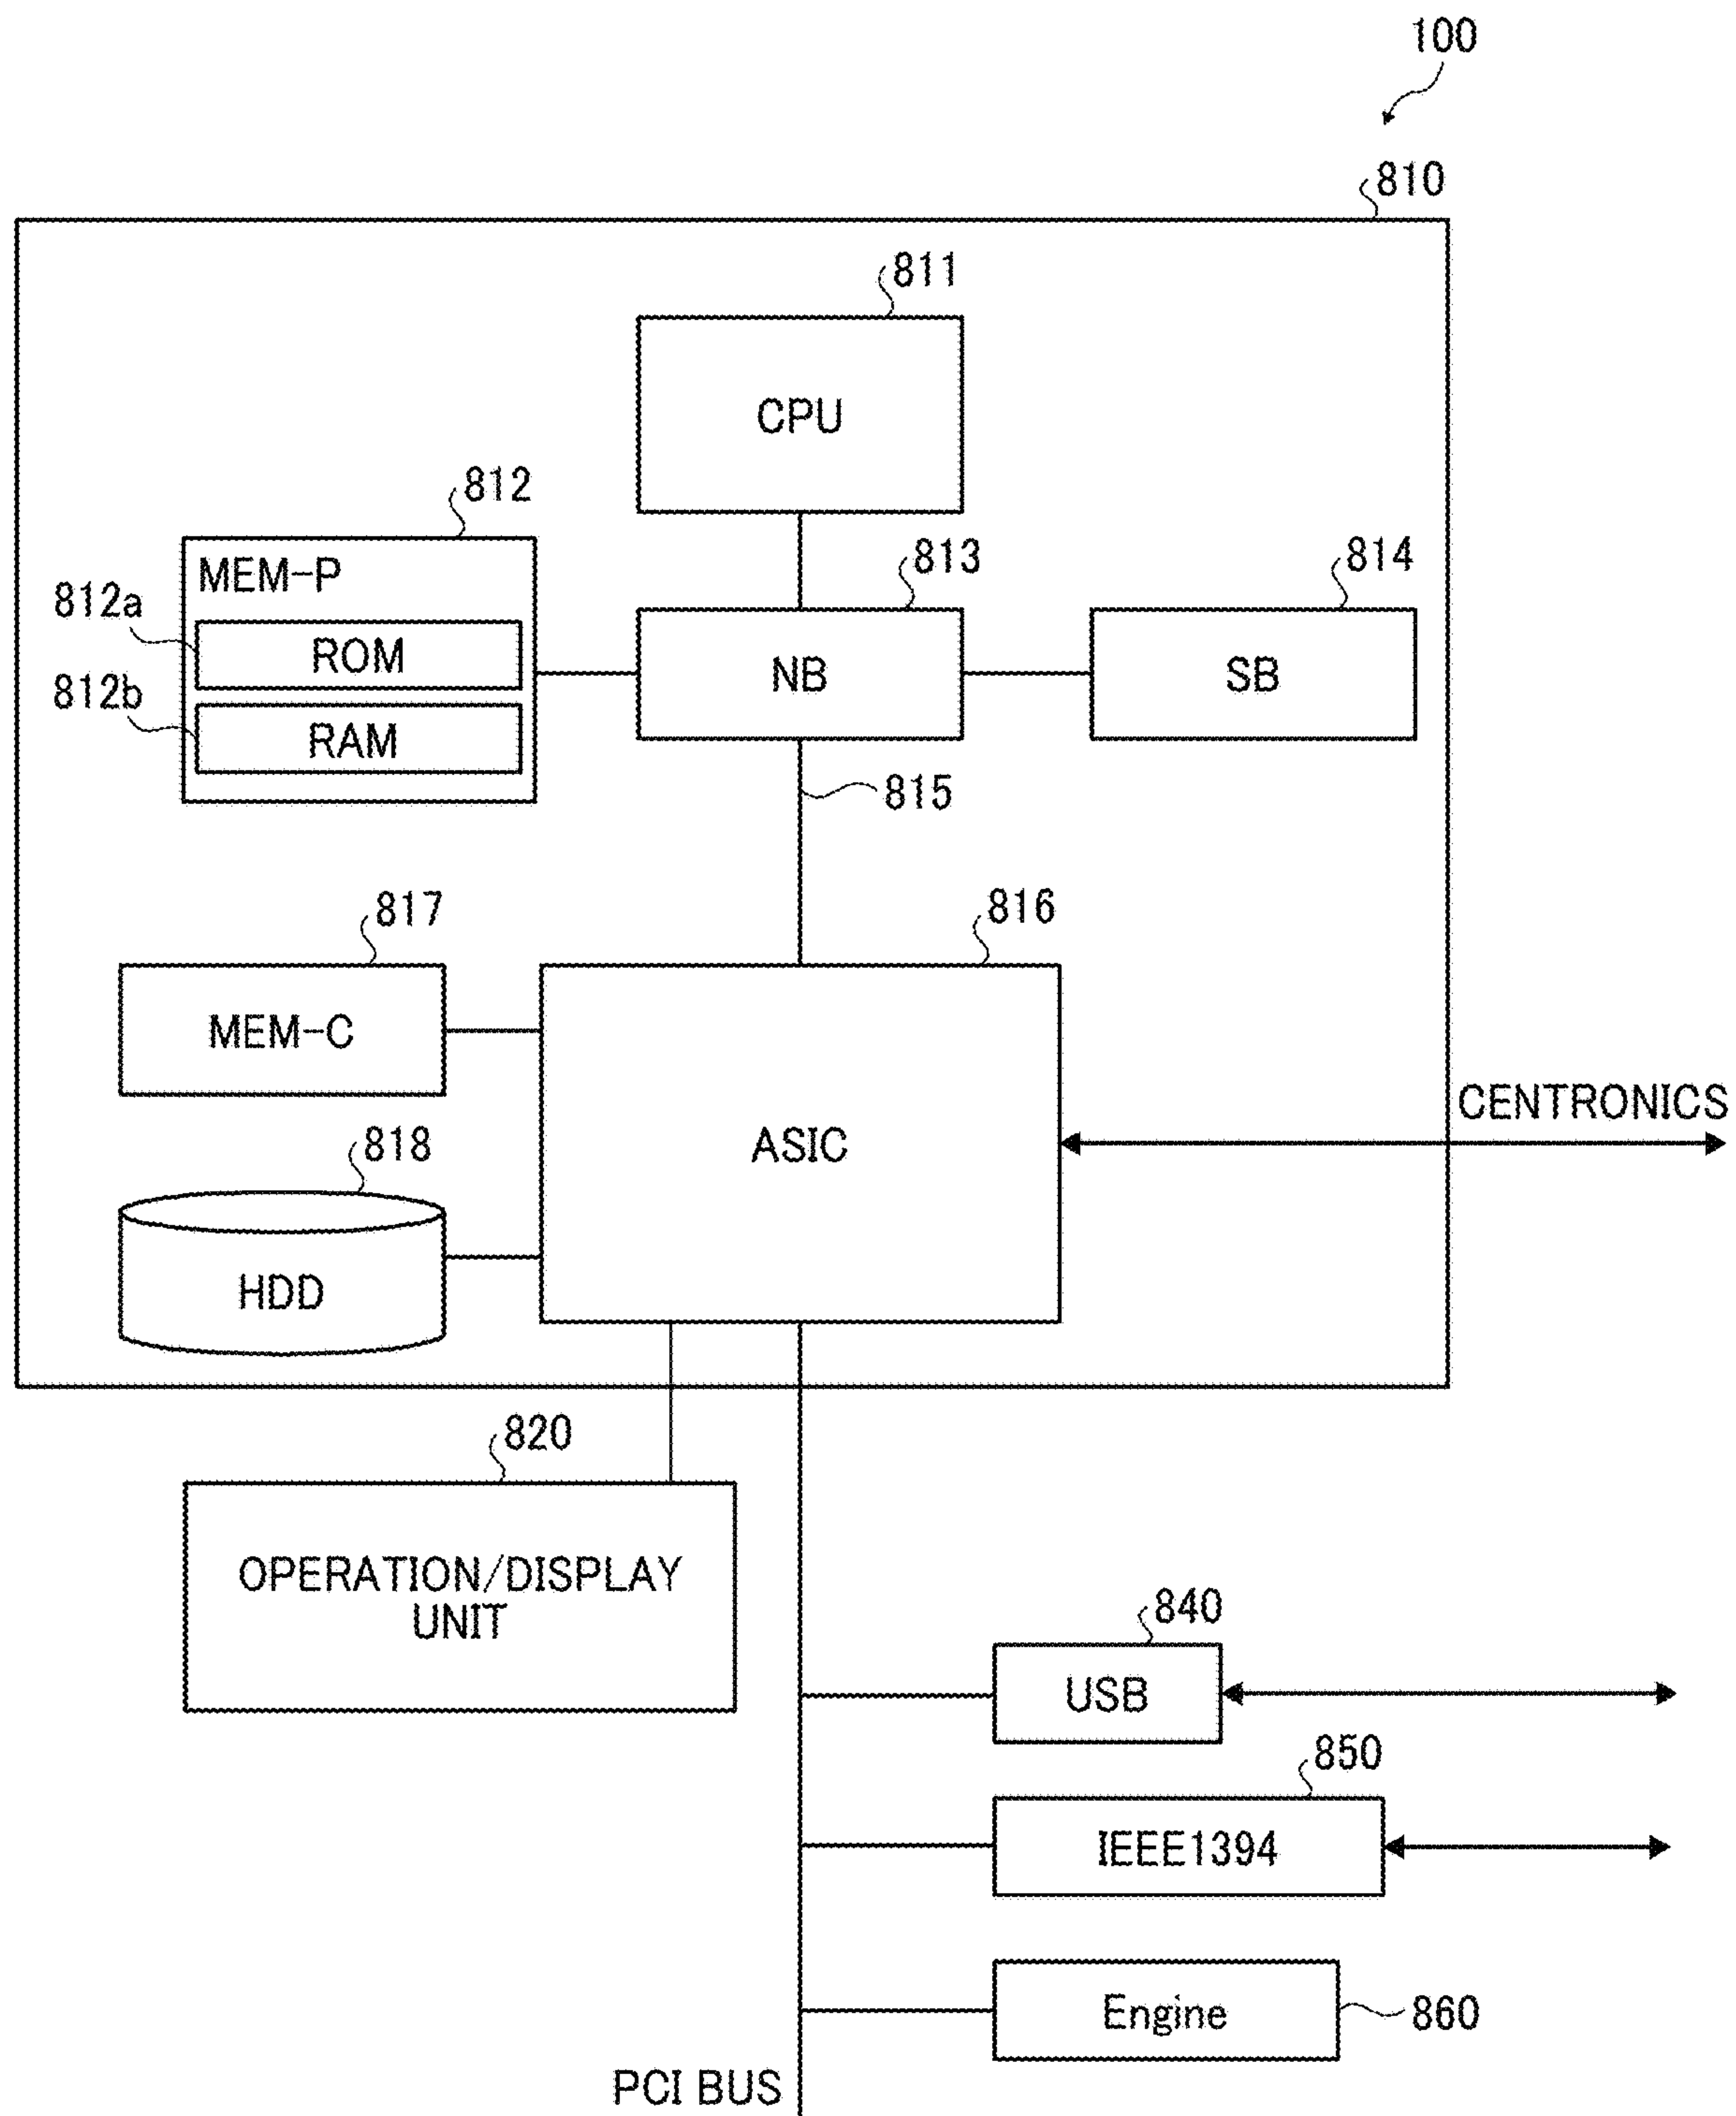 100
810
811
CPU
812
MEM-P
812a
ROM
812b
RAM
813
NB
814
SB
815
817
MEM-C
816
ASIC
CENTRONICS
818
HDD
820
OPERATION/DISPLAY
UNIT
840
USB
850
IEEE1394
Engine
860
PCI BUS